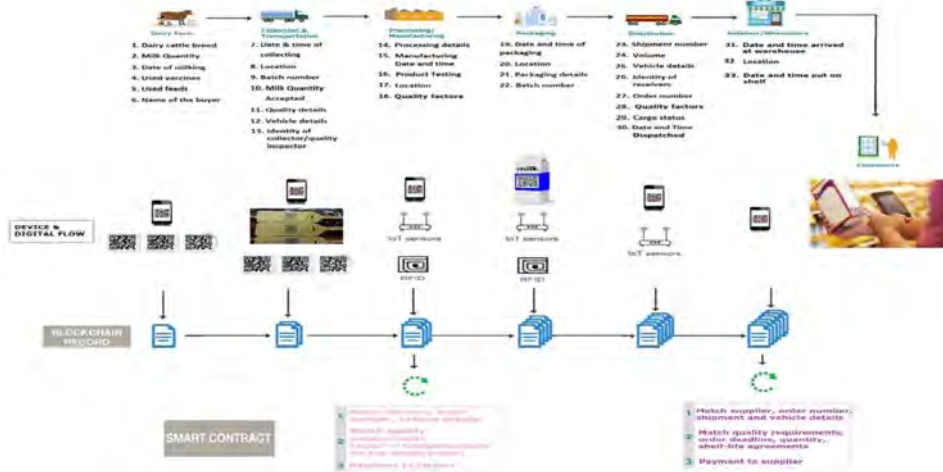 Dairy Farm
Collection & Transportation
Processing/
Manufacturing
Packaging
Distribution
Retailers/Wholesalers
1. Dairy cattle breed
2. Milk Quantity
3. Date of milking
4. Used vaccines
5. Used feeds
6. Name of the buyer
7. Date & time of
collecting
8. Location
9. Batch number
10. Milk Quantity
Accepted
11. Quality details
12. Vehicle details
13. Identity of
collector/quality
inspector
14. Processing details
15. Manufacturing
Date and time
16. Product Testing
17. Location
18. Quality factors
19. Date and time of
packaging
20. Location
21. Packaging details
22. Batch number
23. Shipment number
24. Volume
25. Vehicle details
26. Identity of
receivers
27. Order number
28. Quality factors
29. Cargo status
30. Date and Time
Dispatched
31. Date and time arrived
at warehouse
32. Location
33. Date and time put on
shelf
Consumers
milk
DEVICE &
DIGITAL FLOW
IoT sensors
IoT sensors
IoT sensors
RFID
RFID
BLOCKCHAIN
RECORD
SMART CONTRACT
1
2
3
1 Match supplier, order number,
shipment and vehicle details
2 Match quality requirements,
order deadline, quantity,
shelf-life agreements
3 Payment to supplier